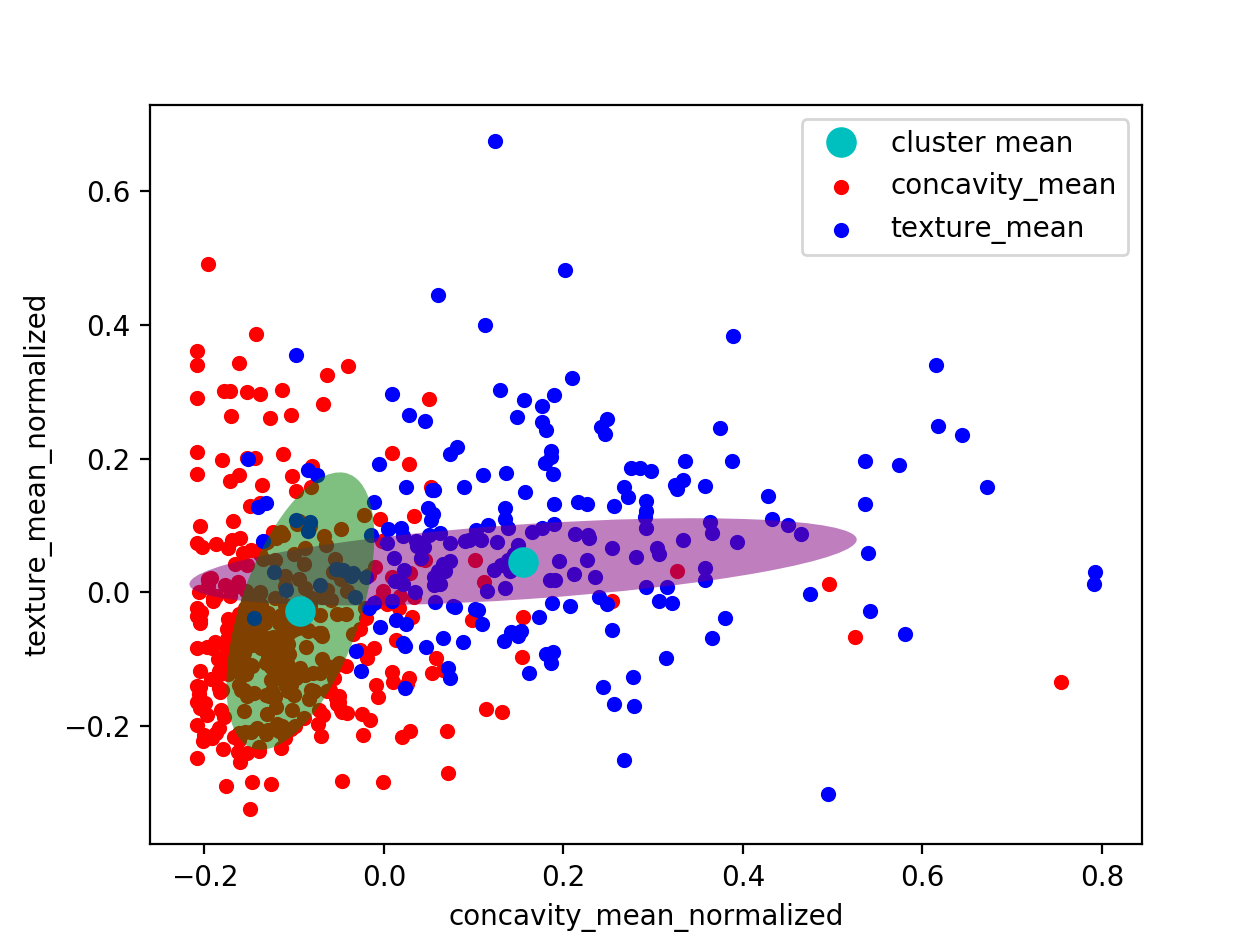 cluster mean
concavity_mean
texture_mean
texture_mean_normalized
0.6
0.4
0.2
0.0
−0.2
−0.2
0.0
0.2
0.4
0.6
0.8
concavity_mean_normalized